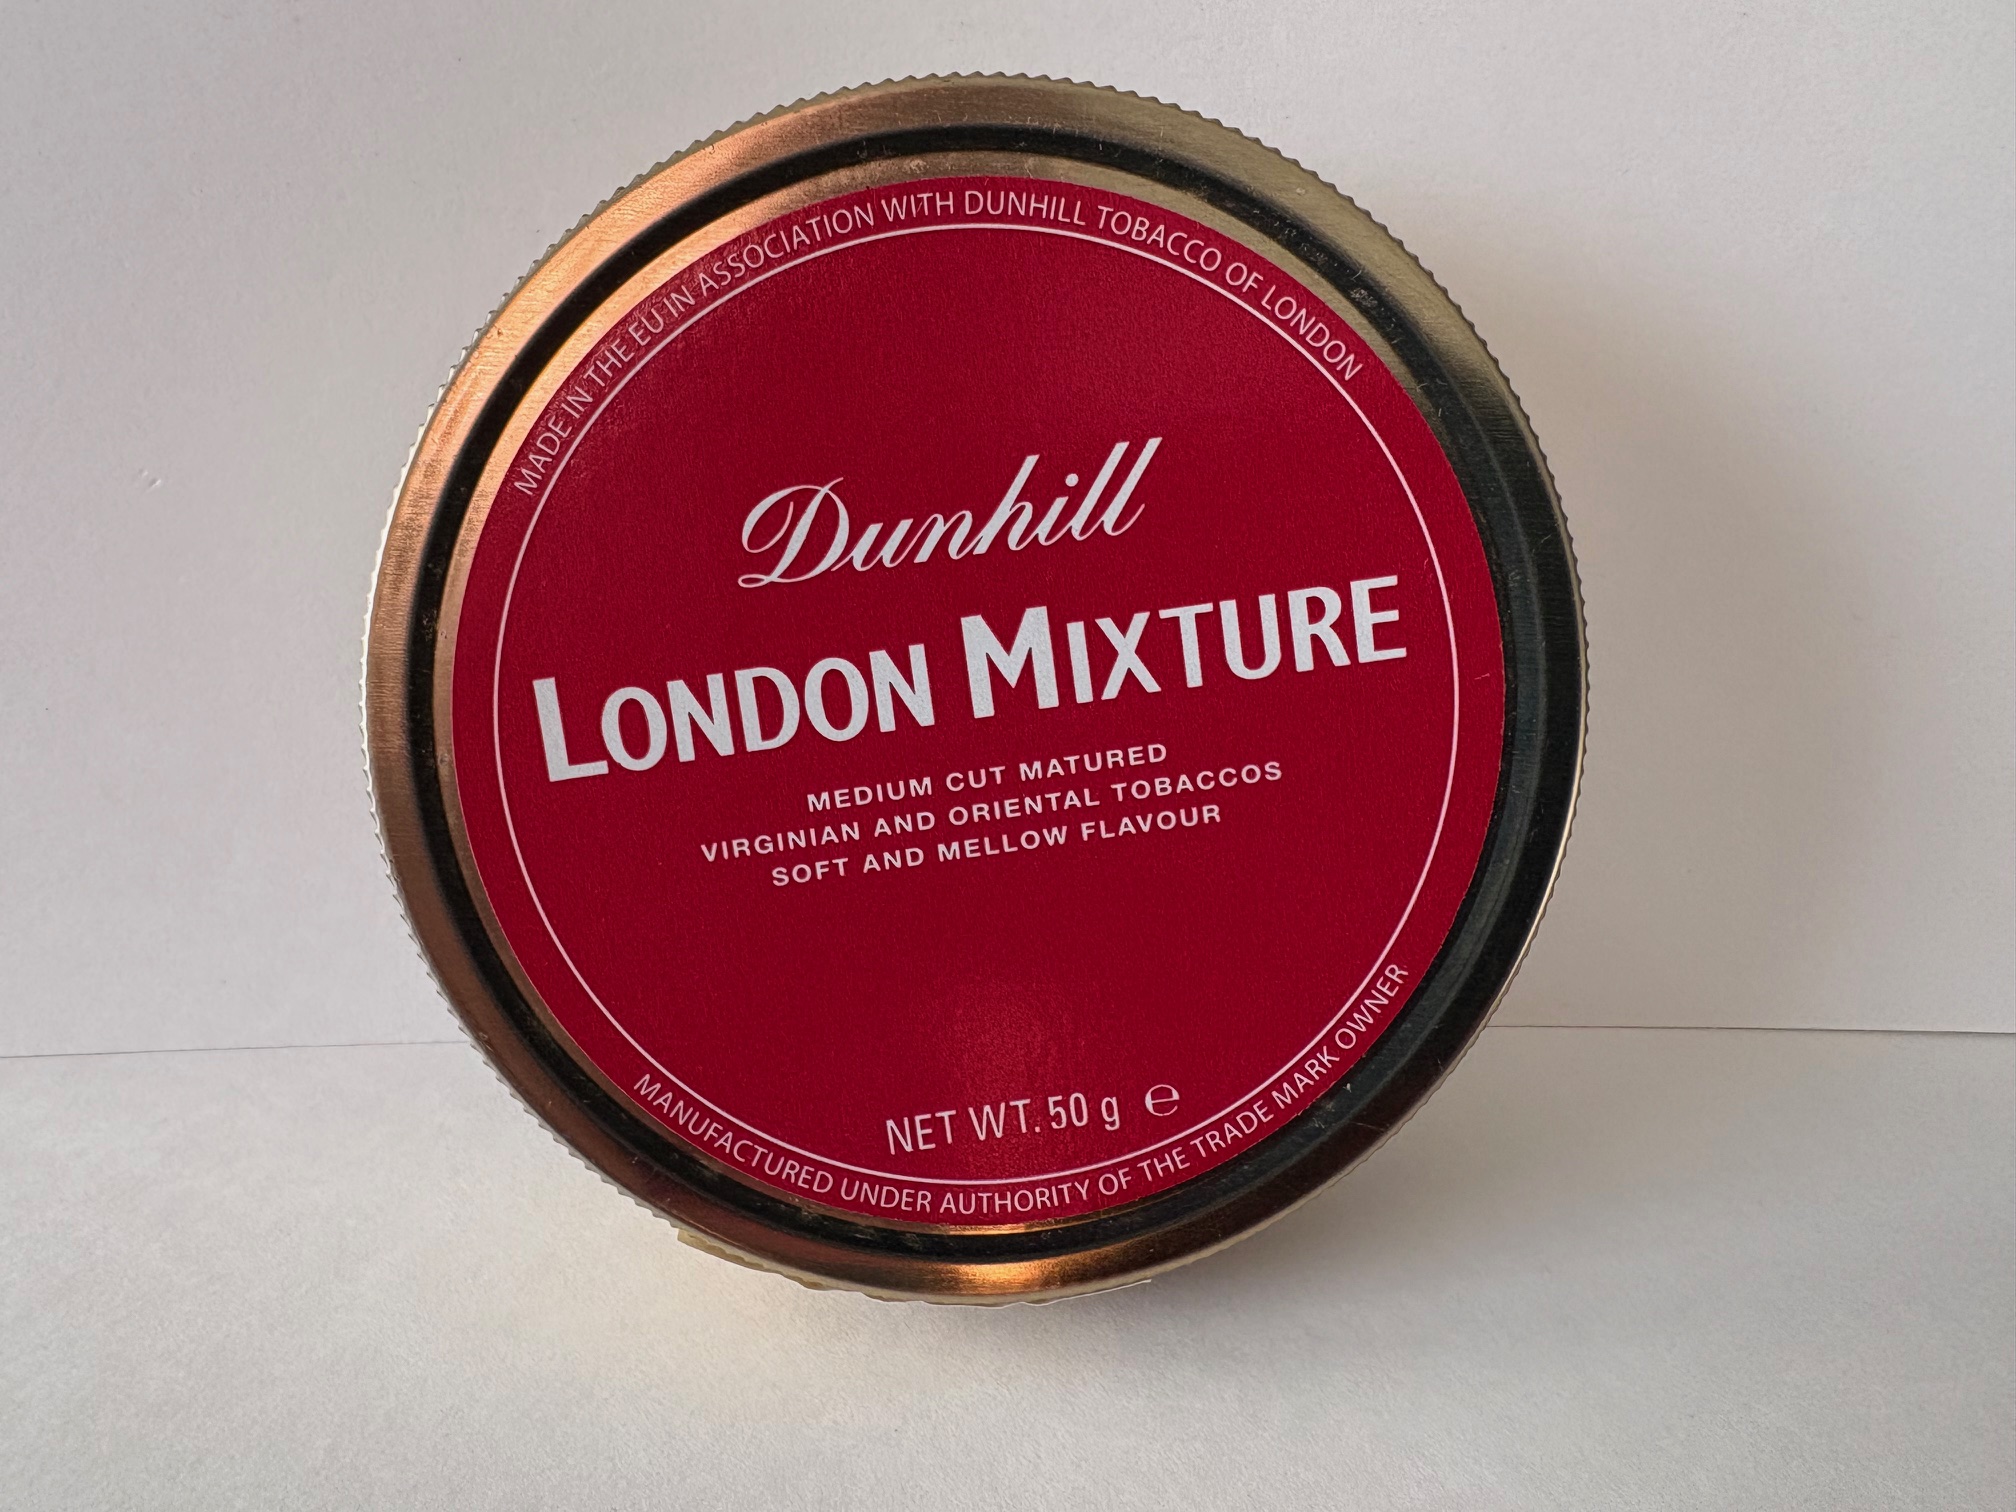 MADE IN THE EU IN ASSOCIATION WITH DUNHILL TOBACCO OF LONDON
Dunhill
LONDON MIXTURE
MEDIUM CUT MATURED
VIRGINIAN AND ORIENTAL TOBACCOS
SOFT AND MELLOW FLAVOUR
NET WT. 50 g ℮
MANUFACTURED UNDER AUTHORITY OF THE TRADE MARK OWNER